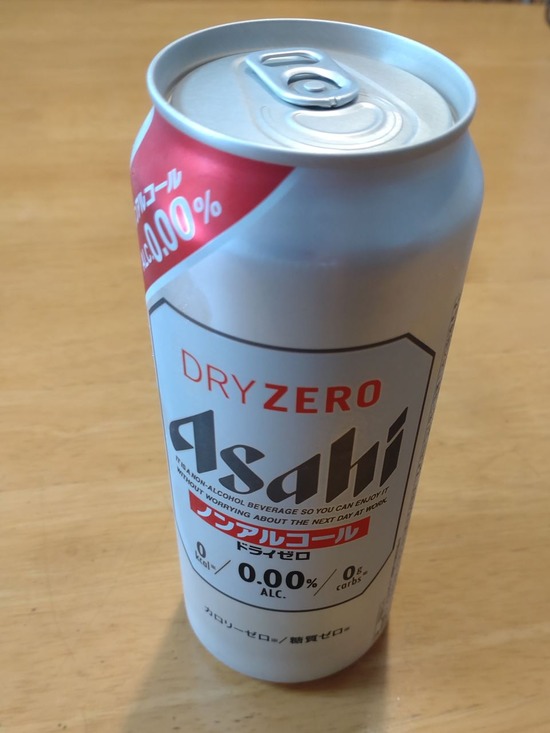 ルコール
ALC.0.00%
DRY ZERO
Asahi
IT IS A NON-ALCOHOL BEVERAGE SO YOU CAN ENJOY IT
WITHOUT WORRYING ABOUT THE NEXT DAY AT WORK.
ノンアルコール
ドライゼロ
0 kcal※ / 0.00% ALC. / 0g carbs※
カロリーゼロ※/糖質ゼロ※